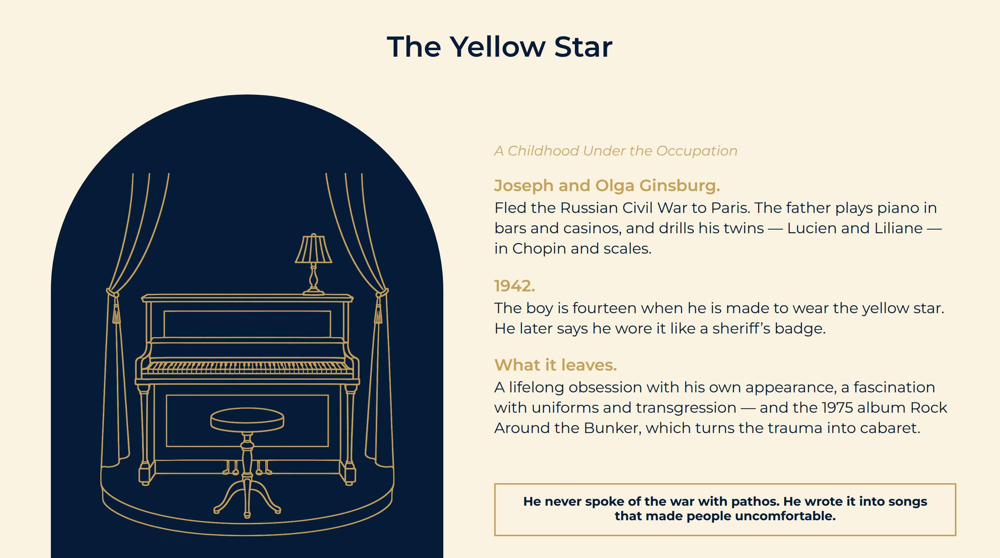 The Yellow Star
A Childhood Under the Occupation
Joseph and Olga Ginsburg.
Fled the Russian Civil War to Paris. The father plays piano in
bars and casinos, and drills his twins — Lucien and Liliane —
in Chopin and scales.
1942.
The boy is fourteen when he is made to wear the yellow star.
He later says he wore it like a sheriff’s badge.
What it leaves.
A lifelong obsession with his own appearance, a fascination
with uniforms and transgression — and the 1975 album Rock
Around the Bunker, which turns the trauma into cabaret.
He never spoke of the war with pathos. He wrote it into songs
that made people uncomfortable.